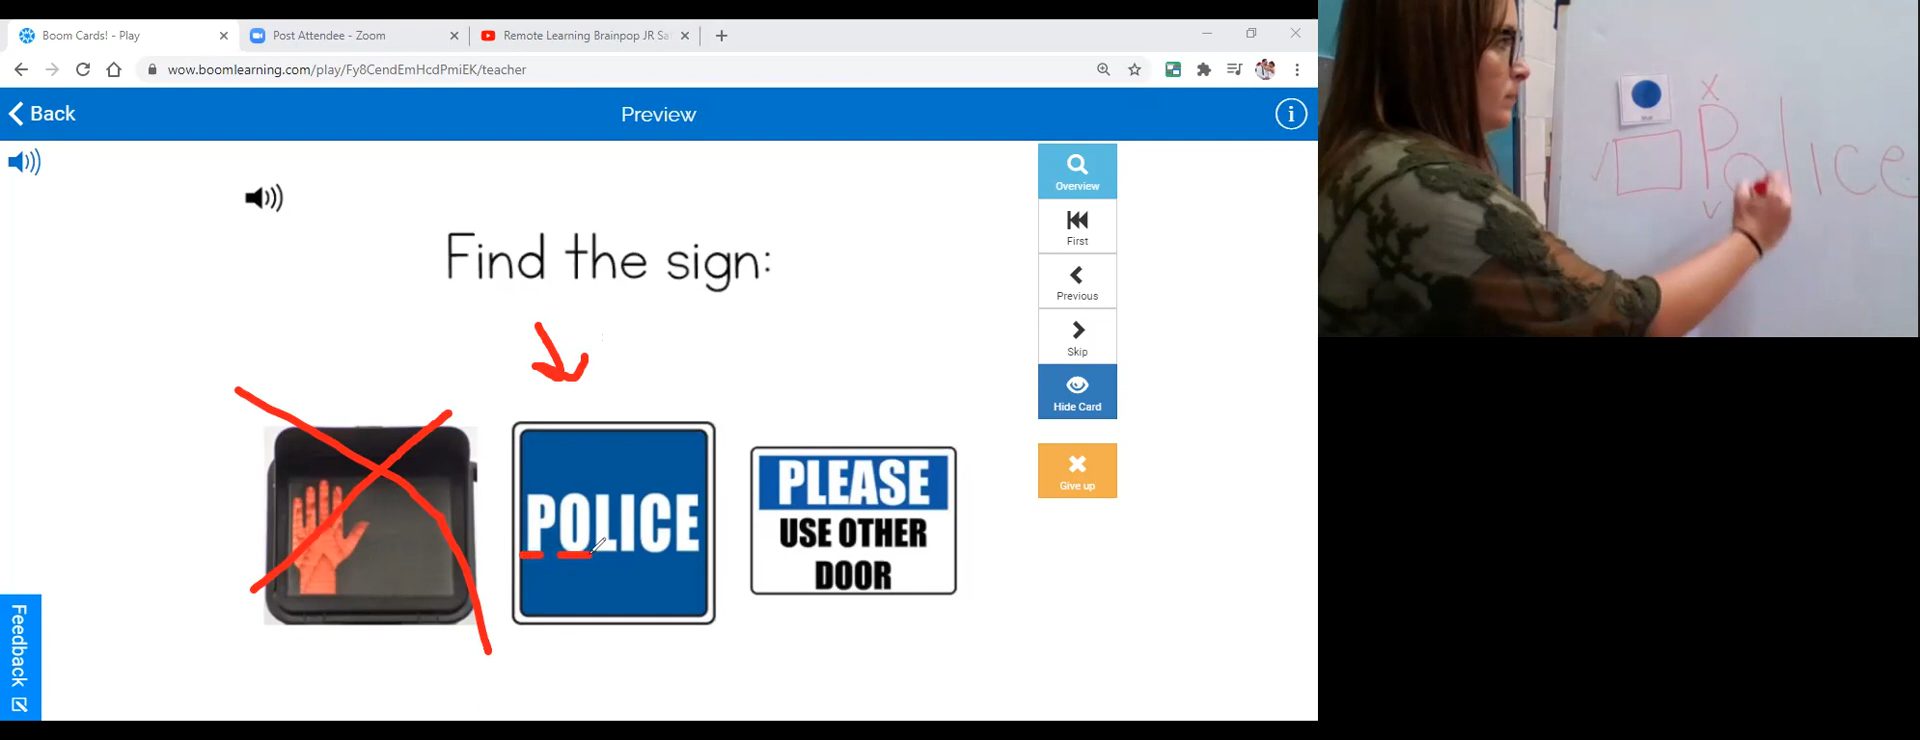 Boom Cards! - Play
Post Attendee - Zoom
Remote Learning Brainpop JR Sa
wow.boomlearning.com/play/Fy8CendEmHcdPmiEK/teacher
Back
Preview
Find the sign:
POLICE
PLEASE
USE OTHER
DOOR
Overview
First
Previous
Skip
Hide Card
Give up
Feedback
X
Police